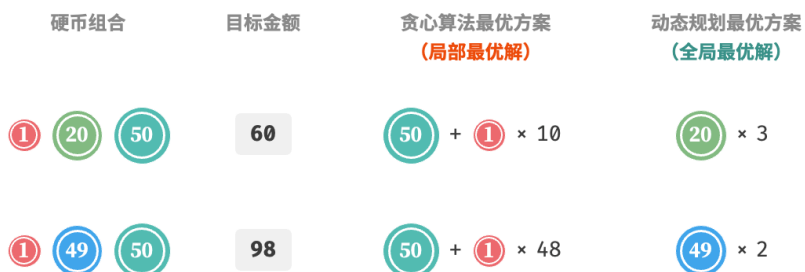 硬币组合 目标金额 贪心算法最优方案 动态规划最优方案
（局部最优解） （全局最优解）
1 20 50 60 50 + 1 × 10 20 × 3
1 49 50 98 50 + 1 × 48 49 × 2